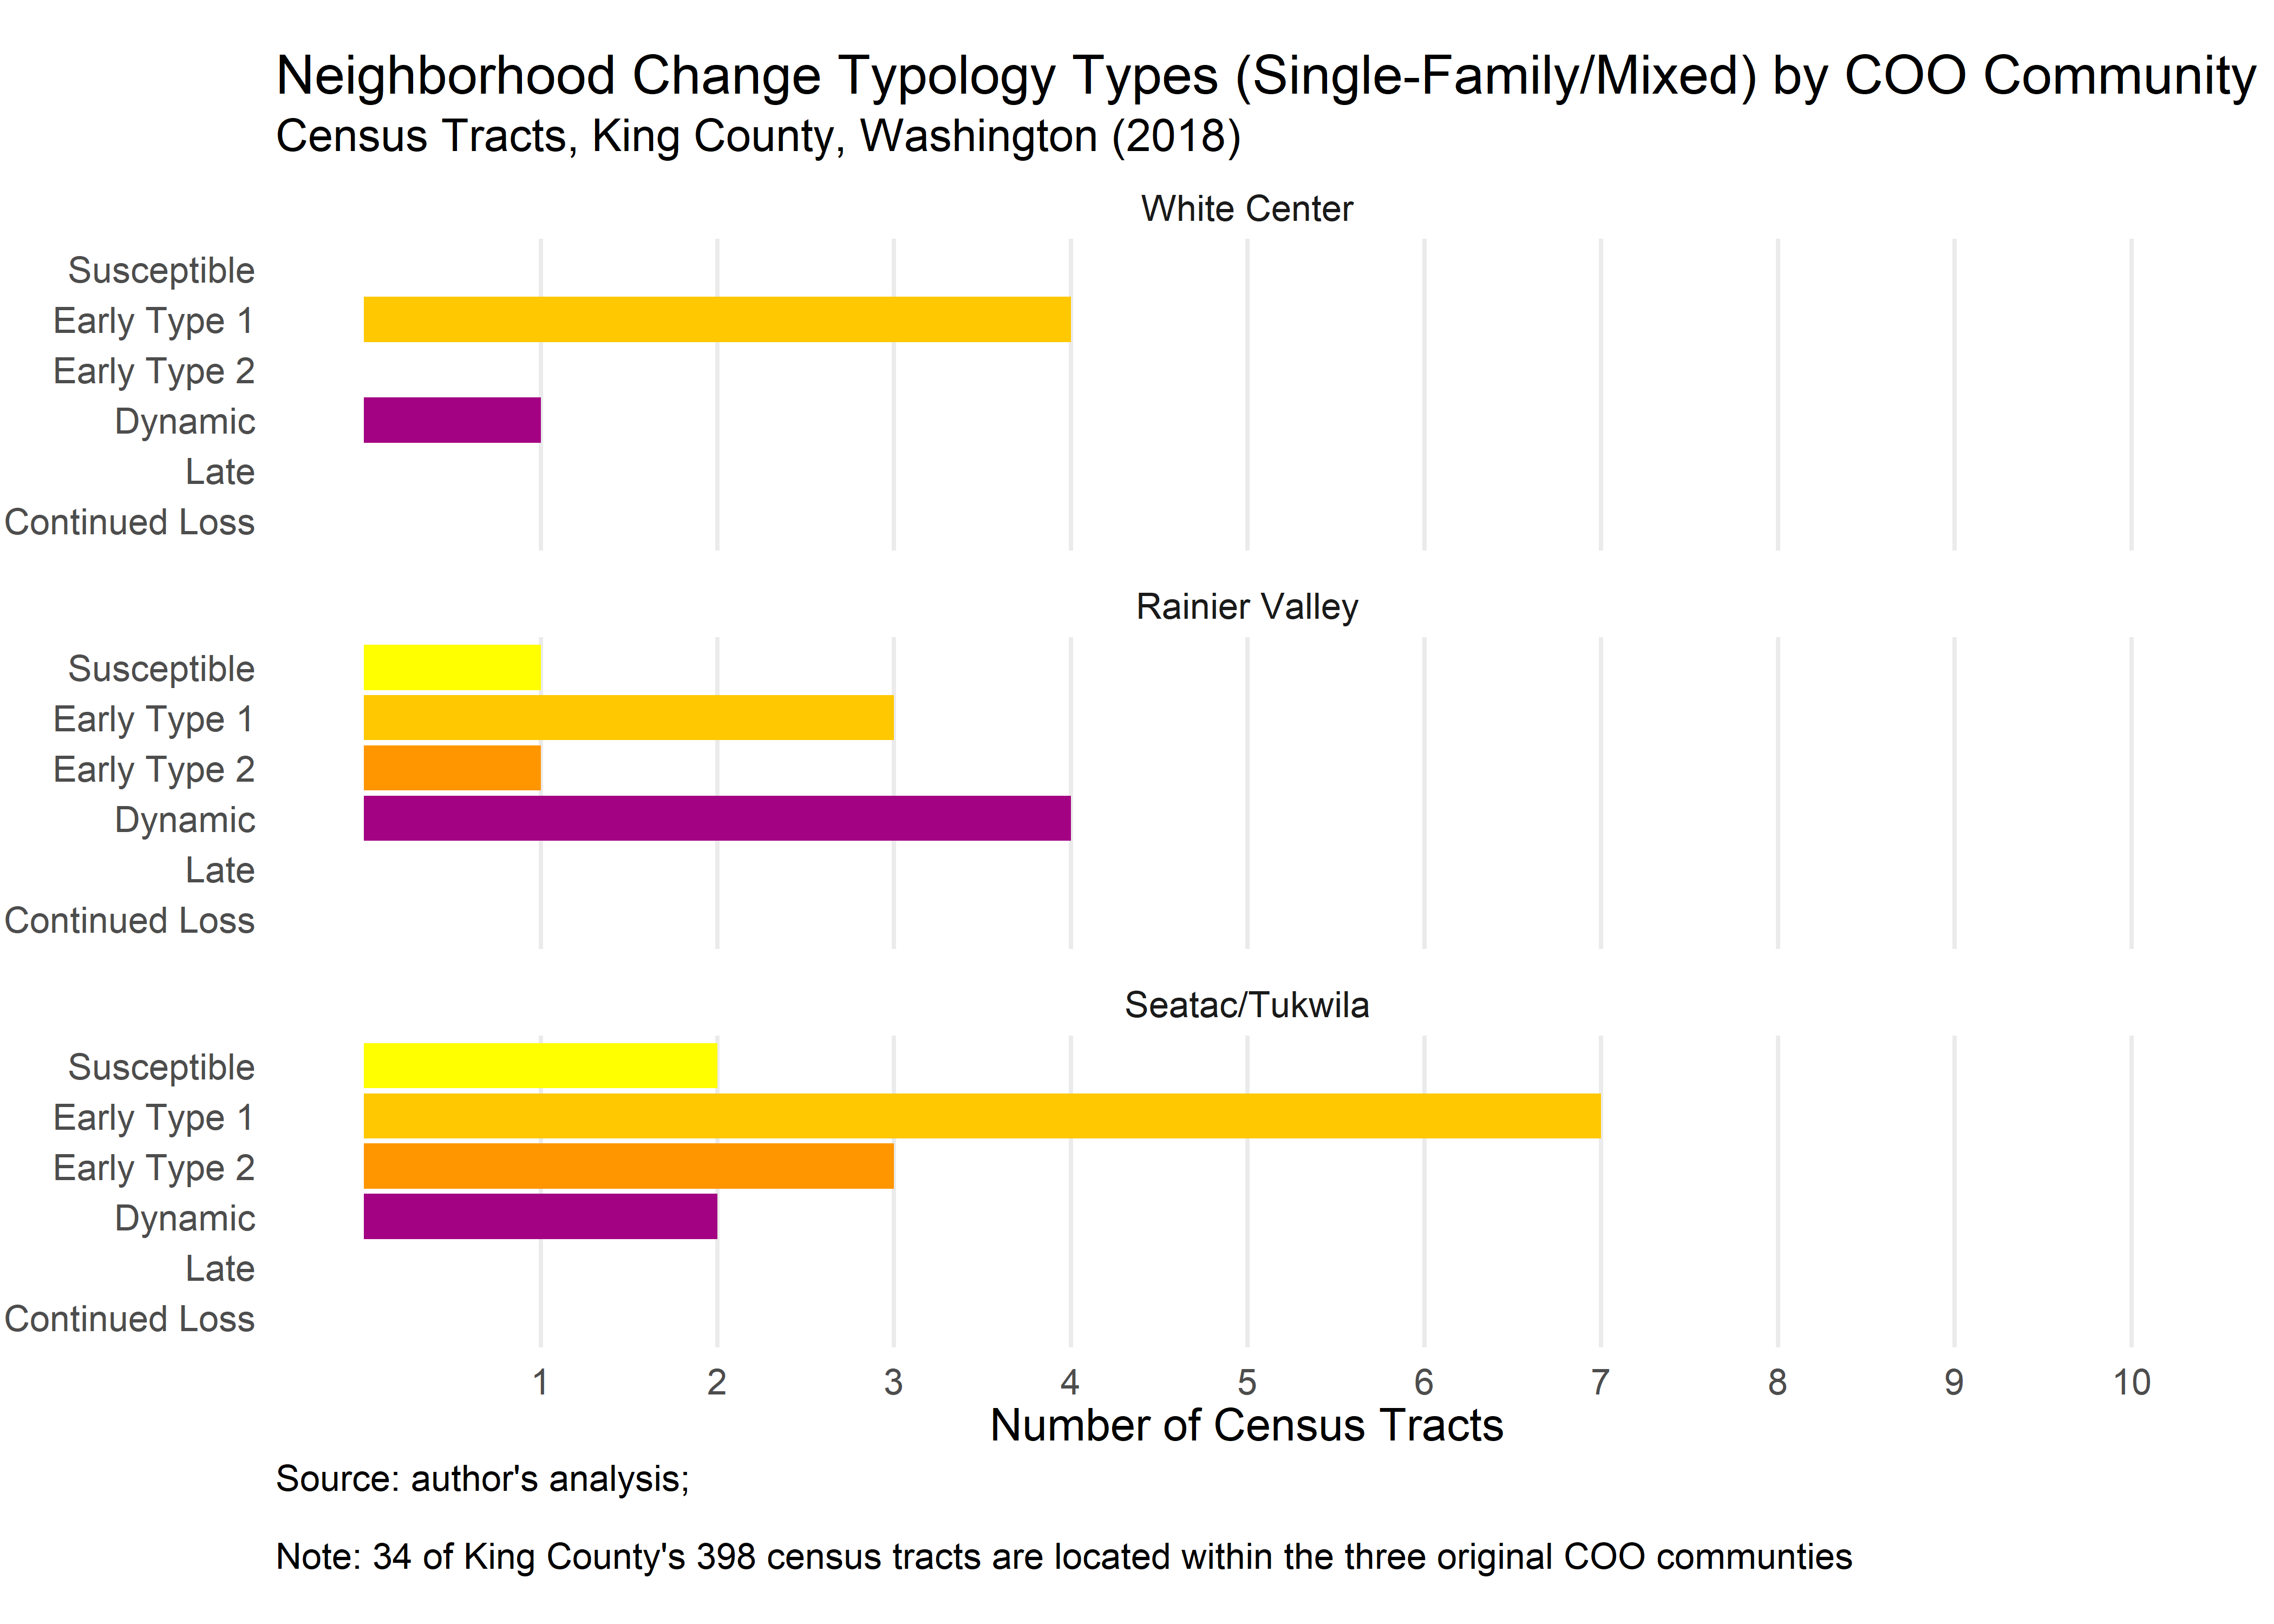 Neighborhood Change Typology Types (Single-Family/Mixed) by COO Community
Census Tracts, King County, Washington (2018)
White Center
Susceptible
Early Type 1
Early Type 2
Dynamic
Late
Continued Loss
Rainier Valley
Susceptible
Early Type 1
Early Type 2
Dynamic
Late
Continued Loss
Seatac/Tukwila
Susceptible
Early Type 1
Early Type 2
Dynamic
Late
Continued Loss
1 2 3 4 5 6 7 8 9 10
Number of Census Tracts
Source: author's analysis;
Note: 34 of King County's 398 census tracts are located within the three original COO communties